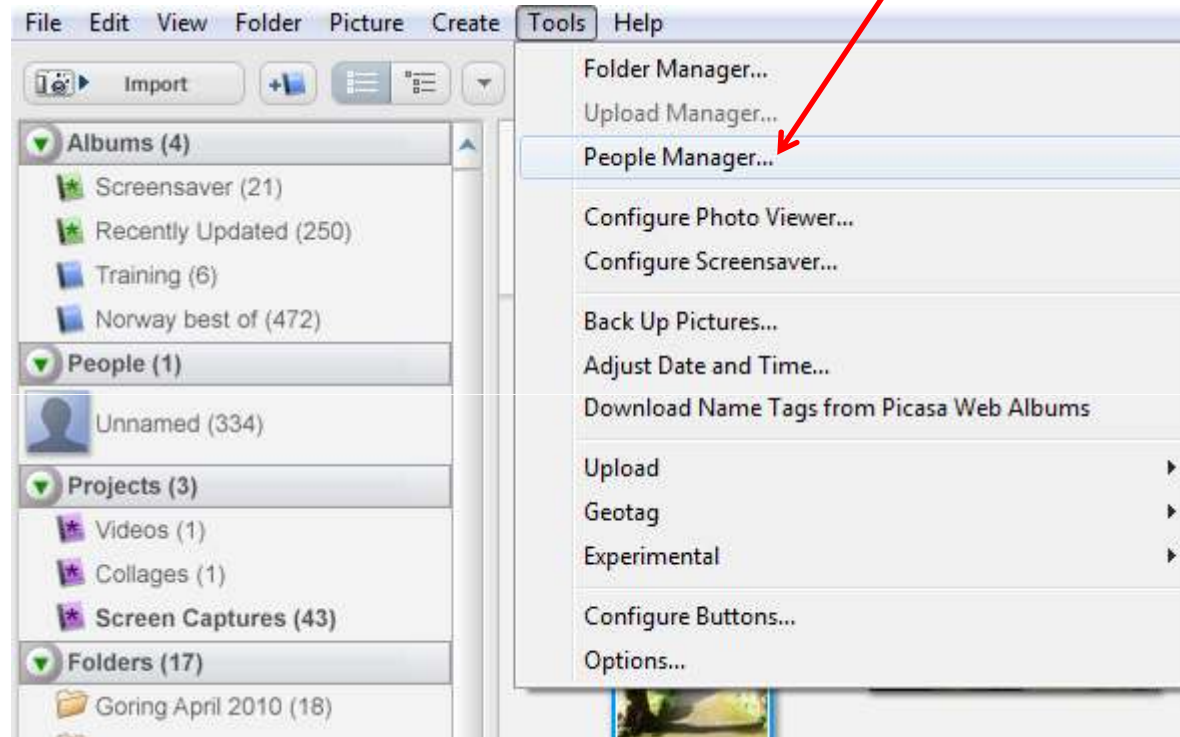 File Edit View Folder Picture Create Tools Help
Import
Albums (4)
Screensaver (21)
Recently Updated (250)
Training (6)
Norway best of (472)
People (1)
Unnamed (334)
Projects (3)
Videos (1)
Collages (1)
Screen Captures (43)
Folders (17)
Goring April 2010 (18)
Folder Manager...
Upload Manager...
People Manager...
Configure Photo Viewer...
Configure Screensaver...
Back Up Pictures...
Adjust Date and Time...
Download Name Tags from Picasa Web Albums
Upload
Geotag
Experimental
Configure Buttons...
Options...